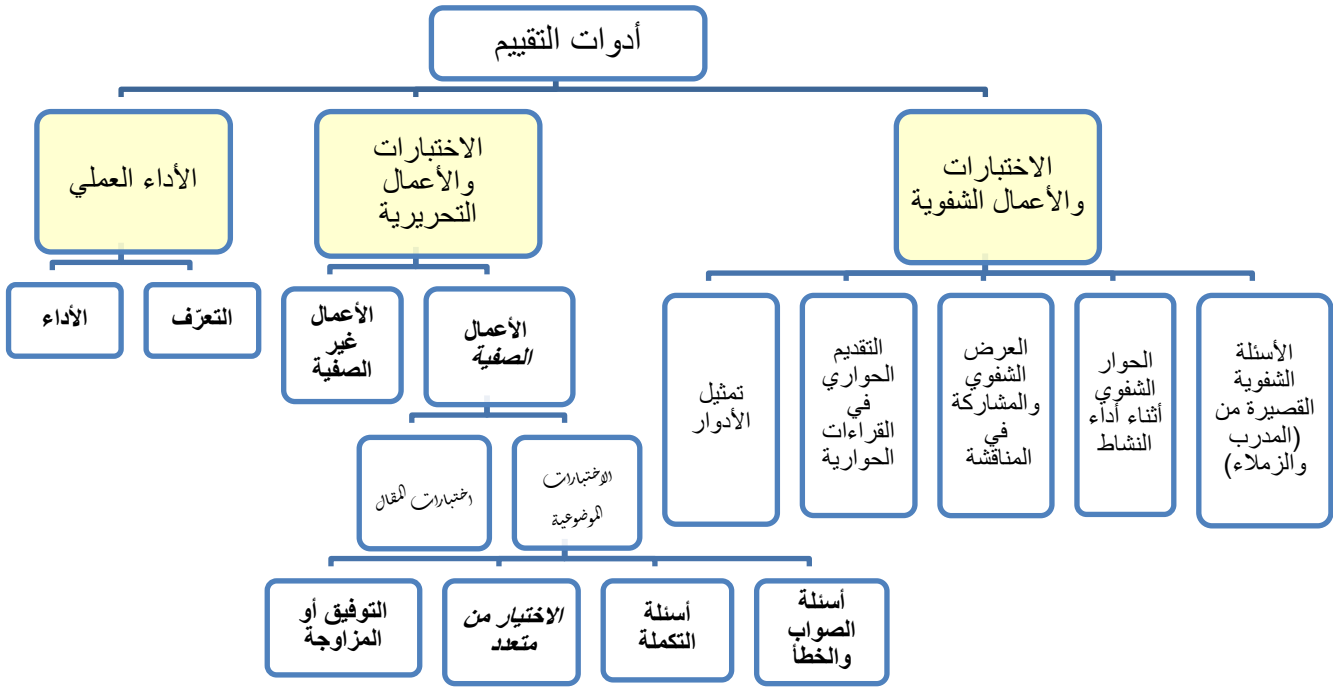 أدوات التقييم
الاختبارات
والأعمال الشفوية
الاختبارات
والأعمال
التحريرية
الأداء العملي
الأسئلة
الشفوية
القصيرة من
(المدرب
والزملاء)
الحوار
الشفوي
أثناء أداء
النشاط
العرض
الشفوي
والمشاركة
في
المناقشة
التقديم
الحواري
في
القراءات
الحوارية
تمثيل
الأدوار
الأعمال
الصفية
الأعمال
غير
الصفية
التعرّف
الأداء
الاختبارات
الموضوعية
اختبارات المقال
أسئلة
الصواب
والخطأ
أسئلة
التكملة
الاختيار من
متعدد
التوفيق أو
المزاوجة